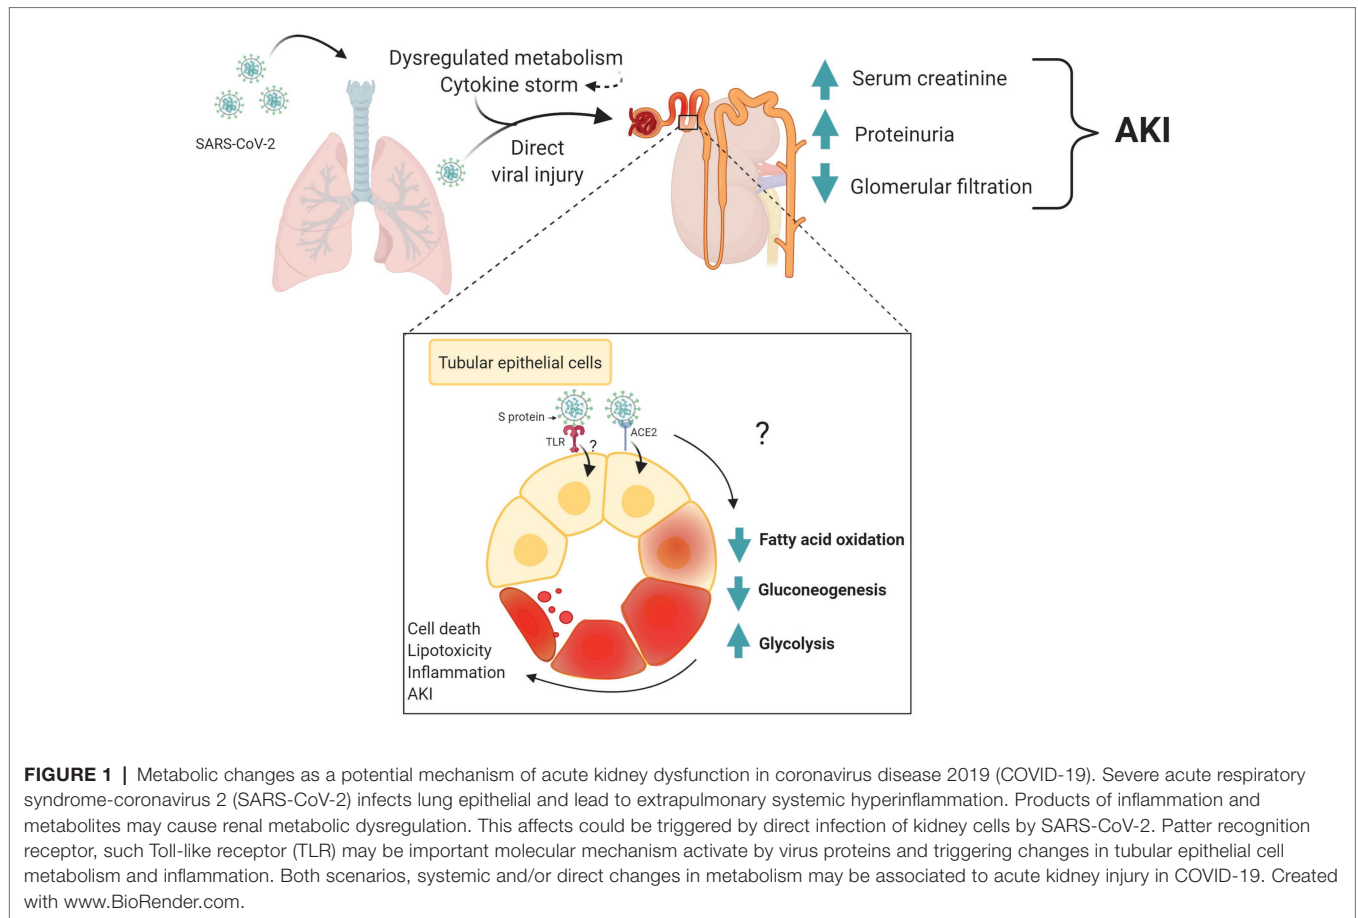 SARS-CoV-2
Dysregulated metabolism
Cytokine storm
Direct
viral injury
Serum creatinine
Proteinuria
Glomerular filtration
AKI
Tubular epithelial cells
S protein
TLR
?
ACE2
?
Fatty acid oxidation
Gluconeogenesis
Glycolysis
Cell death
Lipotoxicity
Inflammation
AKI
FIGURE 1 | Metabolic changes as a potential mechanism of acute kidney dysfunction in coronavirus disease 2019 (COVID-19). Severe acute respiratory
syndrome-coronavirus 2 (SARS-CoV-2) infects lung epithelial and lead to extrapulmonary systemic hyperinflammation. Products of inflammation and
metabolites may cause renal metabolic dysregulation. This affects could be triggered by direct infection of kidney cells by SARS-CoV-2. Patter recognition
receptor, such Toll-like receptor (TLR) may be important molecular mechanism activate by virus proteins and triggering changes in tubular epithelial cell
metabolism and inflammation. Both scenarios, systemic and/or direct changes in metabolism may be associated to acute kidney injury in COVID-19. Created
with www.BioRender.com.